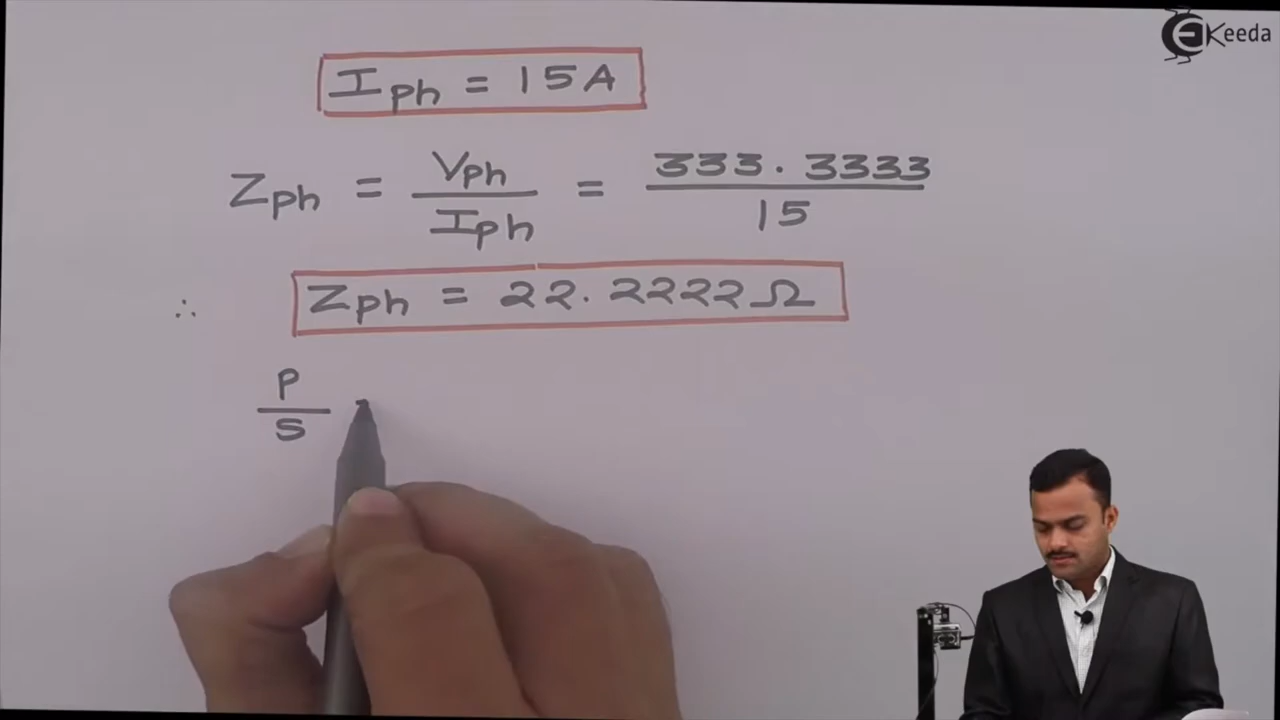 EKeeda
Iph = 15A
Zph = Vph / Iph = 333.3333 / 15
∴ Zph = 22.2222Ω
P / S